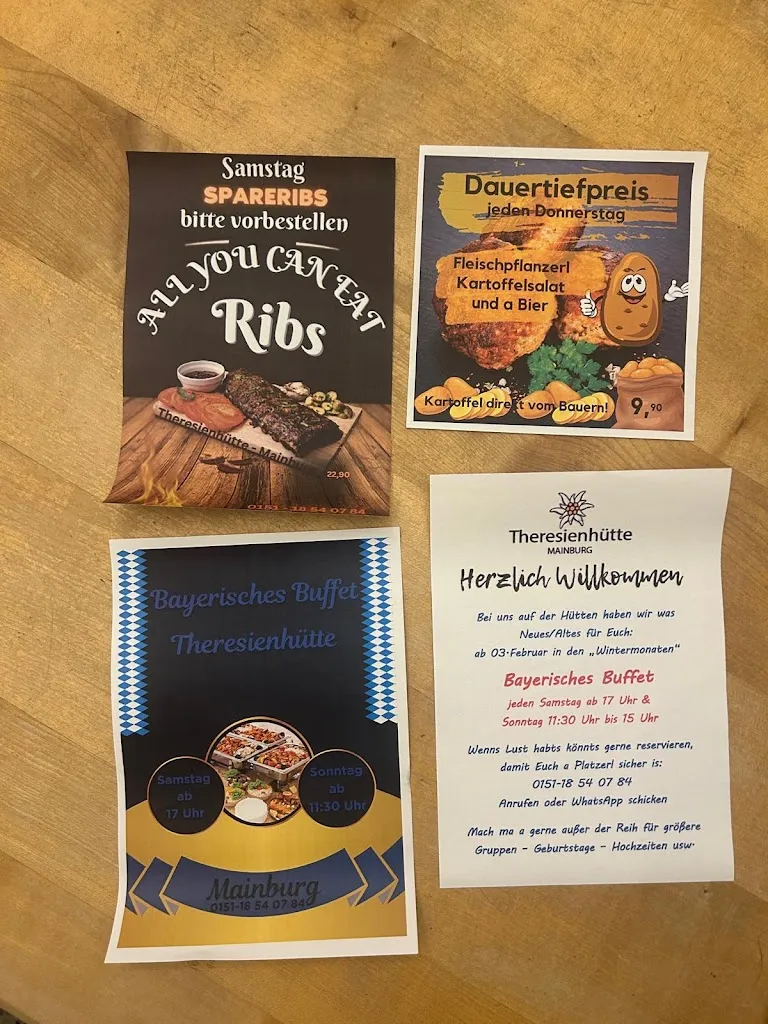 Samstag
SPARERIBS
bitte vorbestellen
ALL YOU CAN EAT
Ribs
Theresienhütte - Mainburg
22,90
0151 - 18 54 07 84
Dauertiefpreis
jeden Donnerstag
Fleischpflanzerl
Kartoffelsalat
und a Bier
Kartoffel direkt vom Bauern!
9,90
Bayerisches Buffet
Theresienhütte
Samstag
ab
17 Uhr
Sonntag
ab
11:30 Uhr
Mainburg
0151-18 54 07 84
Theresienhütte
MAINBURG
Herzlich Willkommen
Bei uns auf der Hütten haben wir was
Neues/Altes für Euch:
ab 03.Februar in den „Wintermonaten“
Bayerisches Buffet
jeden Samstag ab 17 Uhr &
Sonntag 11:30 Uhr bis 15 Uhr
Wenns Lust habts könnts gerne reservieren,
damit Euch a Platzerl sicher is:
0151-18 54 07 84
Anrufen oder WhatsApp schicken
Mach ma a gerne außer der Reih für größere
Gruppen - Geburtstage - Hochzeiten usw.